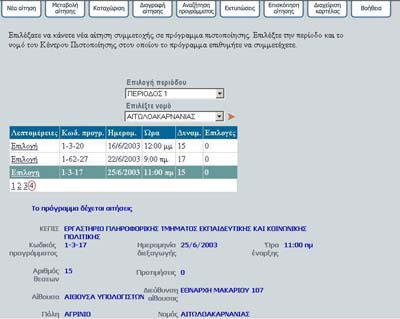 Νέα αίτηση
Μεταβολή αίτησης
Καταχώριση
Διαγραφή αίτησης
Αναζήτηση προγράμματος
Εκτυπώσεις
Επισκόπηση αίτησης
Διαχείριση καρτέλας
Βοήθεια
Επιλέξατε να κάνετε νέα αίτηση συμμετοχής, σε πρόγραμμα πιστοποίησης. Επιλέξτε την περίοδο και το
νομό του Κέντρου Πιστοποίησης, στου οποίου το πρόγραμμα επιθυμήτε να συμμετέχετε.
Επιλογή περιόδου
ΠΕΡΙΟΔΟΣ 1
Επιλέξτε νομό
ΑΙΤΩΛΟΑΚΑΡΝΑΝΙΑΣ
Λεπτομέρειες Κωδ. προγρ. Ημερομ. Ώρα Δυναμ. Επιλογες
Επιλογή 1-3-20 16/6/2003 12:00 μμ 15 0
Επιλογή 1-62-27 22/6/2003 9:00 πμ 17 0
Επιλογή 1-3-17 25/6/2003 11:00 πμ 15 0
1 2 3 4
Το πρόγραμμα δέχεται αιτήσεις
ΚΕΠΙΣ ΕΡΓΑΣΤΗΡΙΟ ΠΛΗΡΟΦΟΡΙΚΗΣ ΤΜΗΜΑΤΟΣ ΕΚΠΑΙΔΕΥΤΙΚΗΣ ΚΑΙ ΚΟΙΝΩΝΙΚΗΣ
ΠΟΛΙΤΙΚΗΣ
Κωδικός προγράμματος 1-3-17 Ημερομηνία διεξαγωγής 25/6/2003 Ώρα έναρξης 11:00 πμ
Αριθμός θεσεων 15 Προτιμήσεις 0
Αίθουσα ΑΙΘΟΥΣΑ ΥΠΟΛΟΓΙΣΤΩΝ Διεύθυνση αίθουσας ΕΘΝΑΡΧΗ ΜΑΚΑΡΙΟΥ 107
Πόλη ΑΓΡΙΝΙΟ Νομός ΑΙΤΩΛΟΑΚΑΡΝΑΝΙΑΣ